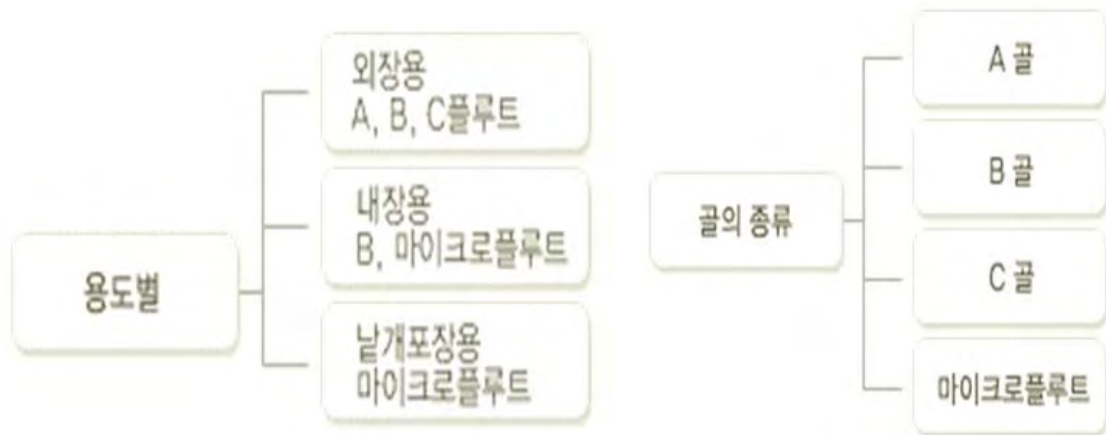 용도별
외장용
A, B, C플루트
내장용
B, 마이크로플루트
낱개포장용
마이크로플루트
골의 종류
A 골
B 골
C 골
마이크로플루트